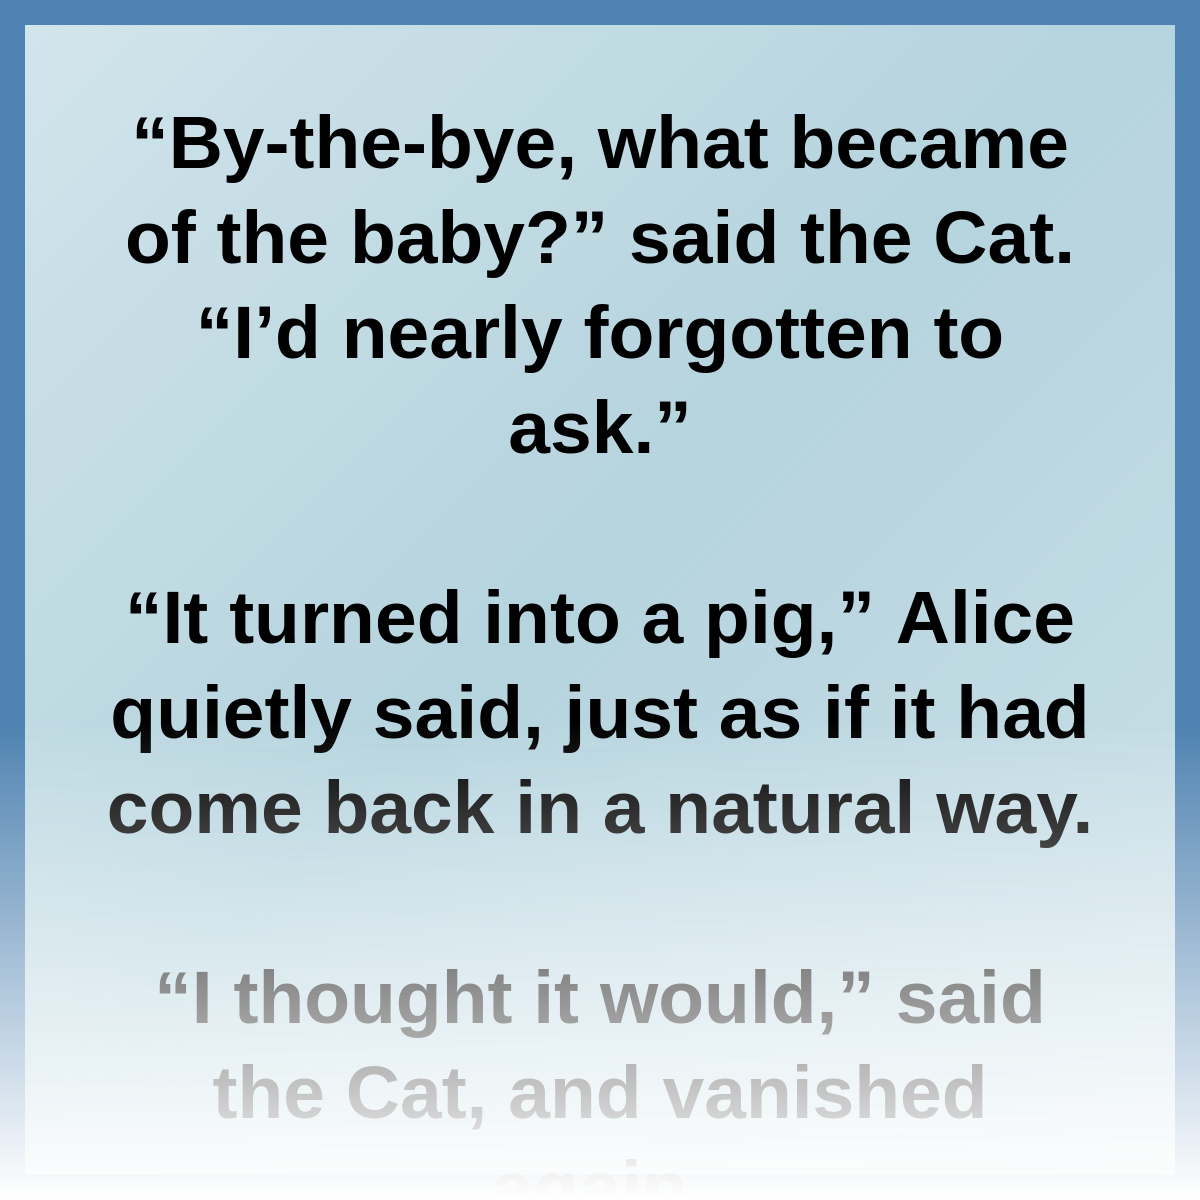 “By-the-bye, what became
of the baby?” said the Cat.
“I’d nearly forgotten to
ask.”
“It turned into a pig,” Alice
quietly said, just as if it had
come back in a natural way.
“I thought it would,” said
the Cat, and vanished
again